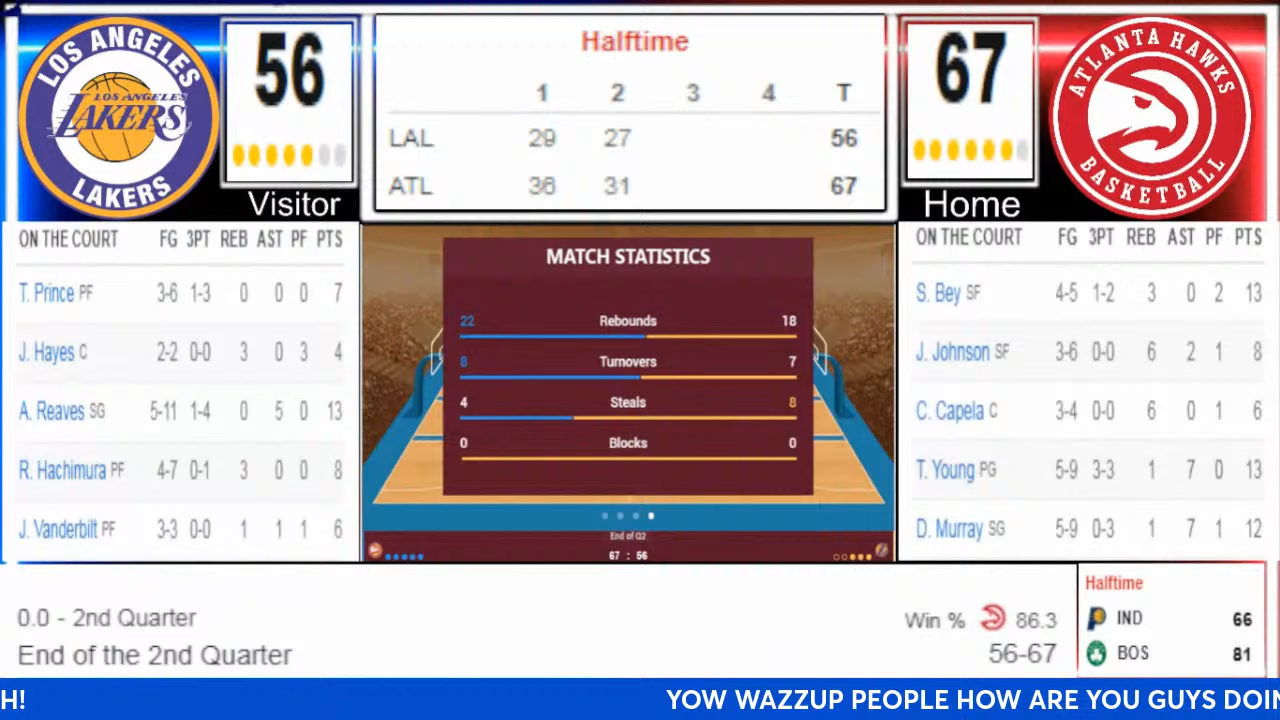 LOS ANGELES
LOS ANGELES
LAKERS
LAKERS
56
Visitor
Halftime
1 2 3 4 T
LAL 29 27 56
ATL 36 31 67
67
Home
ATLANTA HAWKS
BASKETBALL
ON THE COURT FG 3PT REB AST PF PTS
T. Prince PF 3-6 1-3 0 0 0 7
J. Hayes C 2-2 0-0 3 0 3 4
A. Reaves SG 5-11 1-4 0 5 0 13
R. Hachimura PF 4-7 0-1 3 0 0 8
J. Vanderbilt PF 3-3 0-0 1 1 1 6
MATCH STATISTICS
22 Rebounds 18
8 Turnovers 7
4 Steals 8
0 Blocks 0
End of Q2
67 : 56
ON THE COURT FG 3PT REB AST PF PTS
S. Bey SF 4-5 1-2 3 0 2 13
J. Johnson SF 3-6 0-0 6 2 1 8
C. Capela C 3-4 0-0 6 0 1 6
T. Young PG 5-9 3-3 1 7 0 13
D. Murray SG 5-9 0-3 1 7 1 12
0.0 - 2nd Quarter
End of the 2nd Quarter
Win % 86.3
56-67
Halftime
IND 66
BOS 81
H! YOW WAZZUP PEOPLE HOW ARE YOU GUYS DOIN